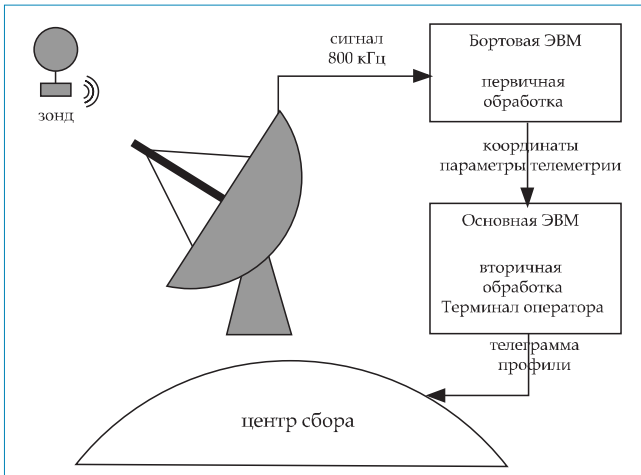 зонд
сигнал
800 кГц
Бортовая ЭВМ
первичная
обработка
координаты
параметры телеметрии
Основная ЭВМ
вторичная
обработка
Терминал оператора
телеграмма
профили
центр сбора